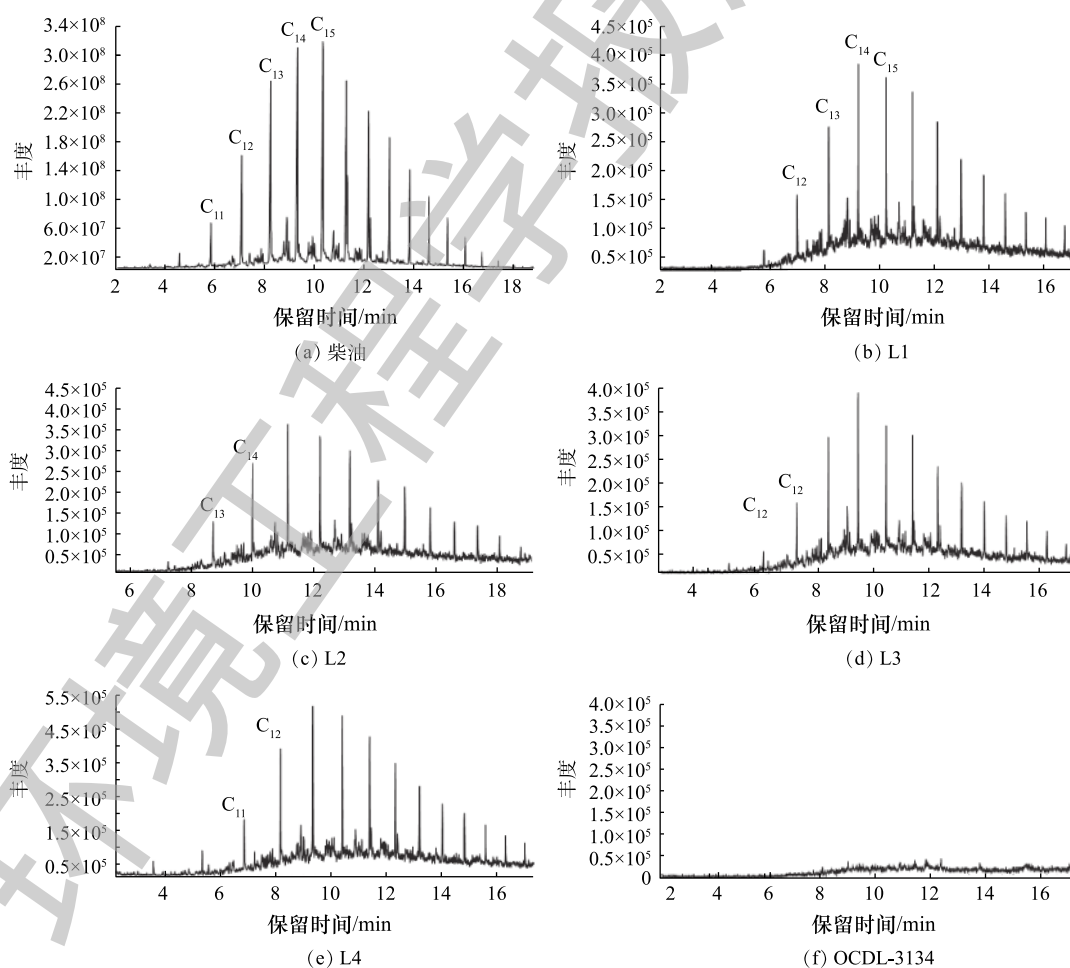 3.4×10⁸
3.0×10⁸
2.6×10⁸
2.2×10⁸
1.8×10⁸
1.4×10⁸
1.0×10⁸
6.0×10⁷
2.0×10⁷
丰度
C₁₁
C₁₂
C₁₃
C₁₄
C₁₅
2 4 6 8 10 12 14 16 18
保留时间/min
(a) 柴油
4.5×10⁵
4.0×10⁵
3.5×10⁵
3.0×10⁵
2.5×10⁵
2.0×10⁵
1.5×10⁵
1.0×10⁵
0.5×10⁵
丰度
C₁₂
C₁₃
C₁₄
C₁₅
2 4 6 8 10 12 14 16
保留时间/min
(b) L1
4.5×10⁵
4.0×10⁵
3.5×10⁵
3.0×10⁵
2.5×10⁵
2.0×10⁵
1.5×10⁵
1.0×10⁵
0.5×10⁵
丰度
C₁₃
C₁₄
6 8 10 12 14 16 18
保留时间/min
(c) L2
4.0×10⁵
3.5×10⁵
3.0×10⁵
2.5×10⁵
2.0×10⁵
1.5×10⁵
1.0×10⁵
0.5×10⁵
丰度
C₁₂
C₁₂
4 6 8 10 12 14 16
保留时间/min
(d) L3
5.5×10⁵
4.5×10⁵
3.5×10⁵
2.5×10⁵
1.5×10⁵
0.5×10⁵
丰度
C₁₁
C₁₂
4 6 8 10 12 14 16
保留时间/min
(e) L4
4.0×10⁵
3.5×10⁵
3.0×10⁵
2.5×10⁵
2.0×10⁵
1.5×10⁵
1.0×10⁵
0.5×10⁵
0
丰度
2 4 6 8 10 12 14 16
保留时间/min
(f) OCDL-3134
环境工程学报